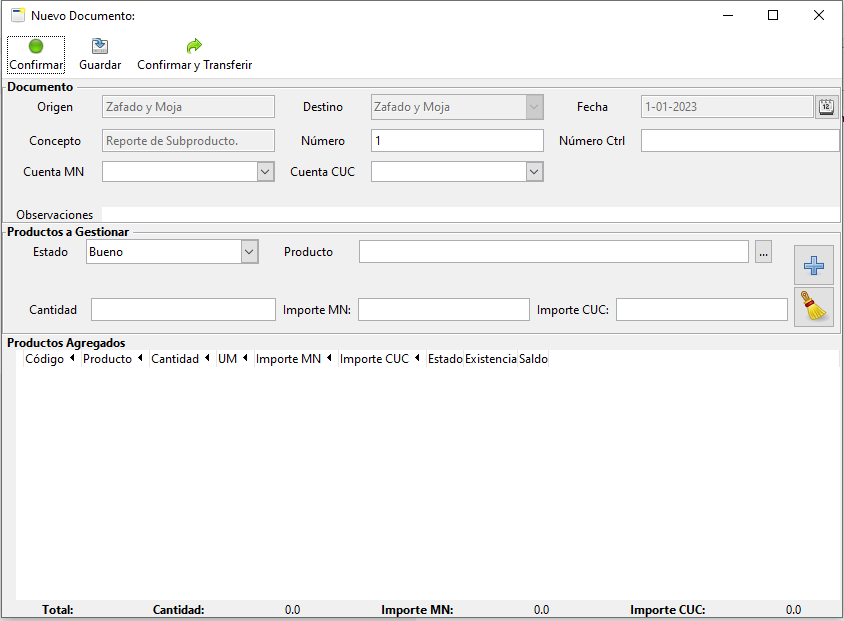 Nuevo Documento:
Confirmar Guardar Confirmar y Transferir
Documento
Origen Zafado y Moja Destino Zafado y Moja Fecha 1-01-2023 12
Concepto Reporte de Subproducto. Número 1 Número Ctrl
Cuenta MN Cuenta CUC
Observaciones
Productos a Gestionar
Estado Bueno Producto ...
Cantidad Importe MN: Importe CUC:
Productos Agregados
Código Producto Cantidad UM Importe MN Importe CUC Estado Existencia Saldo
Total: Cantidad: 0.0 Importe MN: 0.0 Importe CUC: 0.0